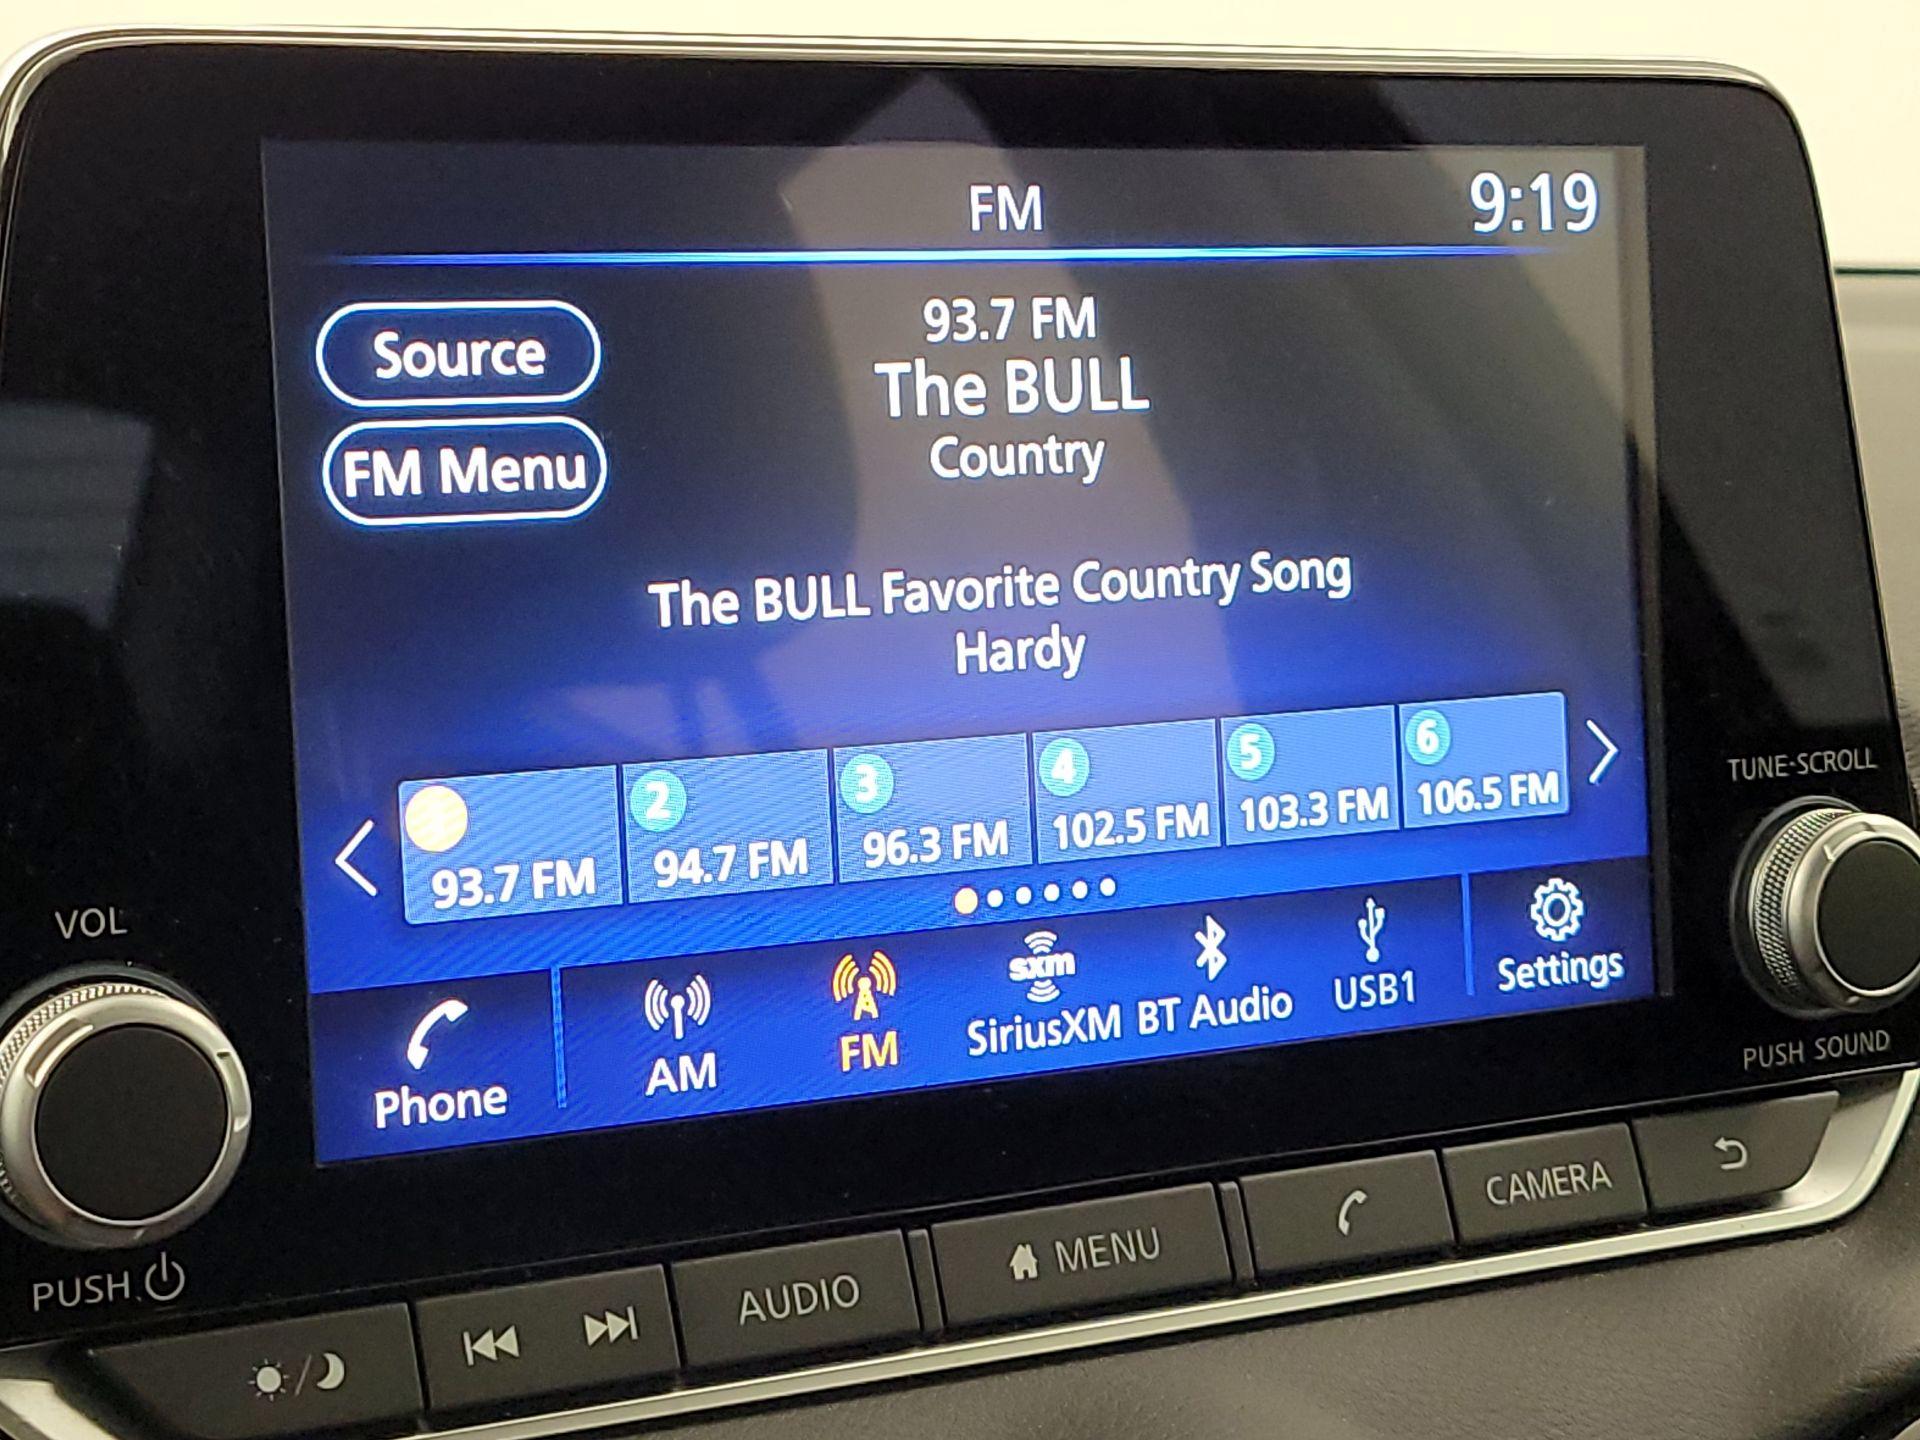 FM
9:19
Source
FM Menu
93.7 FM
The BULL
Country
The BULL Favorite Country Song
Hardy
1 2 3 4 5 6
93.7 FM 94.7 FM 96.3 FM 102.5 FM 103.3 FM 106.5 FM
sxm
Phone AM FM SiriusXM BT Audio USB1 Settings
VOL
PUSH
TUNE·SCROLL
PUSH SOUND
AUDIO
MENU
CAMERA